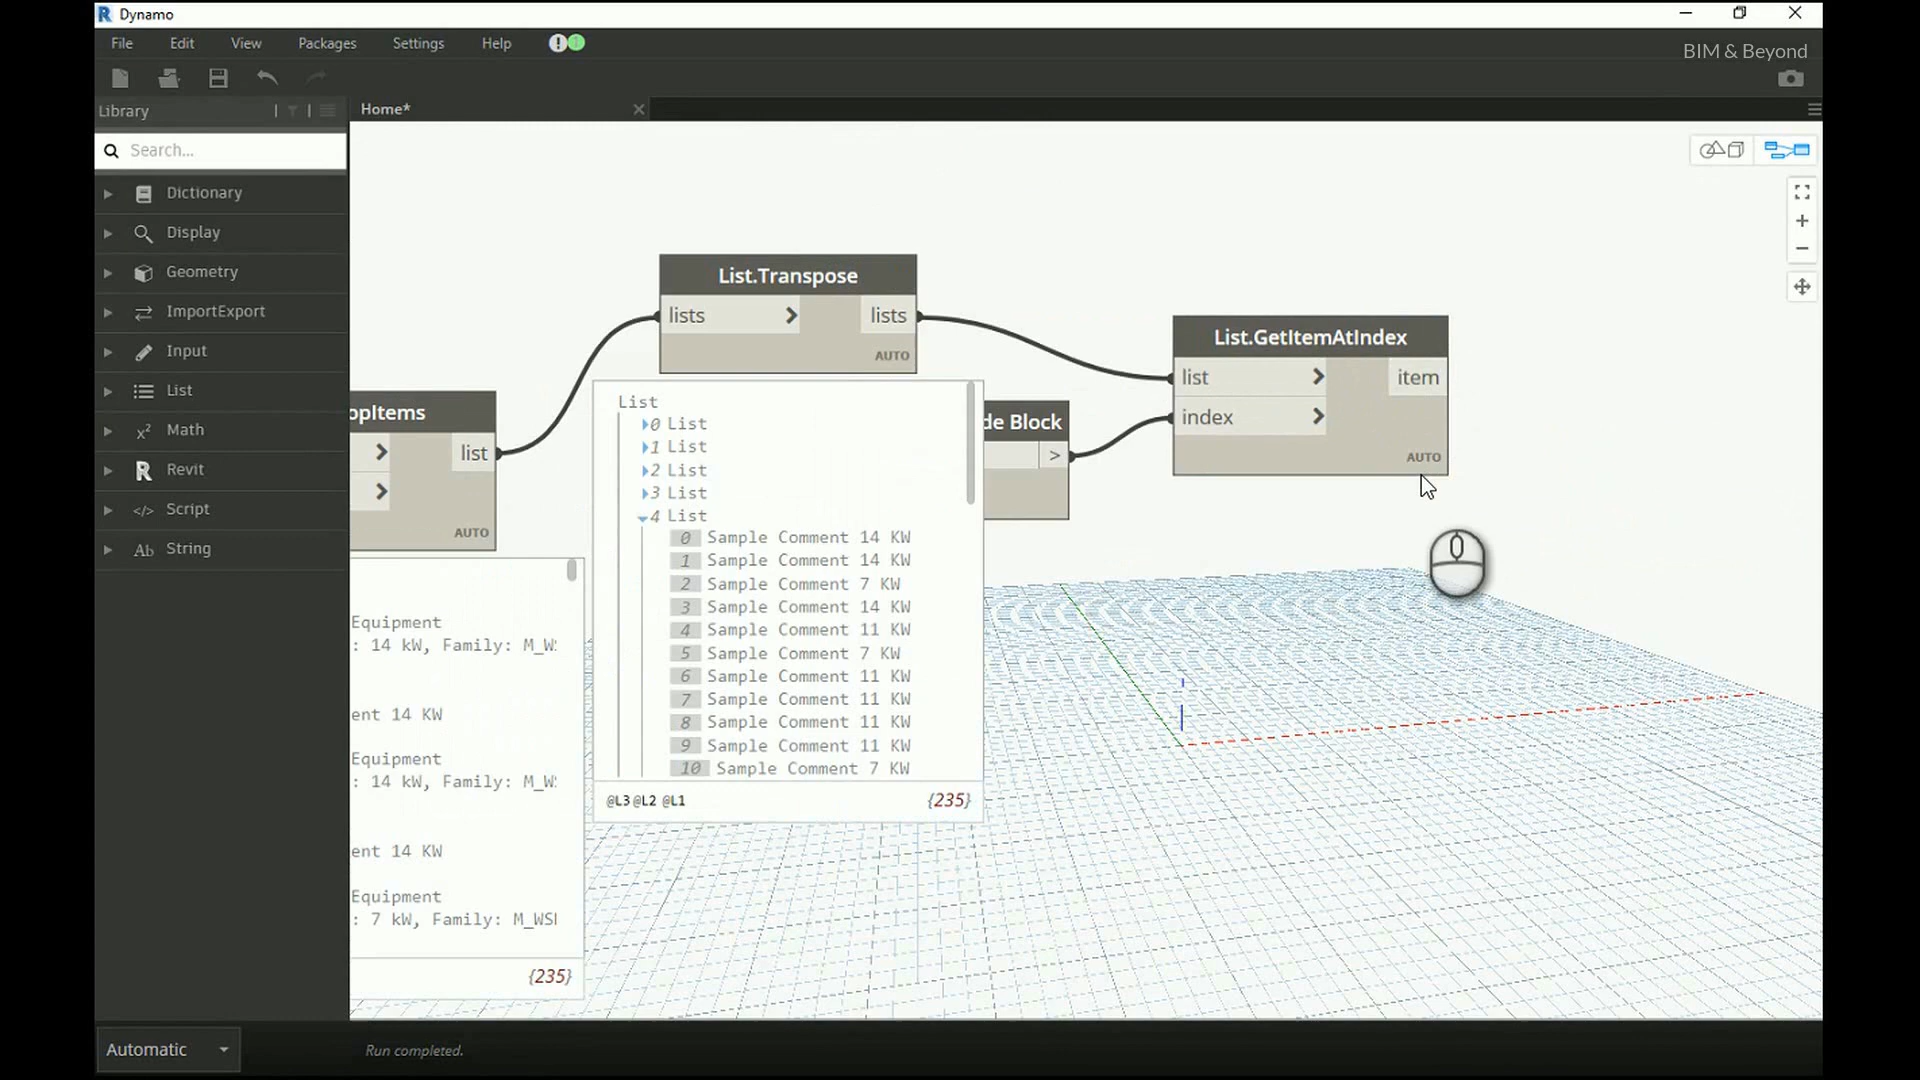 Dynamo
File Edit View Packages Settings Help
BIM & Beyond
Library
Home*
Search...
Dictionary
Display
Geometry
ImportExport
Input
List
Math
Revit
Script
String
opItems
list
AUTO
Equipment
: 14 kW, Family: M_WS
ent 14 KW
Equipment
: 14 kW, Family: M_WS
ent 14 KW
Equipment
: 7 kW, Family: M_WSI
{235}
List.Transpose
lists > lists
AUTO
List
0 List
1 List
2 List
3 List
4 List
0 Sample Comment 14 KW
1 Sample Comment 14 KW
2 Sample Comment 7 KW
3 Sample Comment 14 KW
4 Sample Comment 11 KW
5 Sample Comment 7 KW
6 Sample Comment 11 KW
7 Sample Comment 11 KW
8 Sample Comment 11 KW
9 Sample Comment 11 KW
10 Sample Comment 7 KW
@L3 @L2 @L1 {235}
de Block
>
List.GetItemAtIndex
list > item
index >
AUTO
Automatic
Run completed.